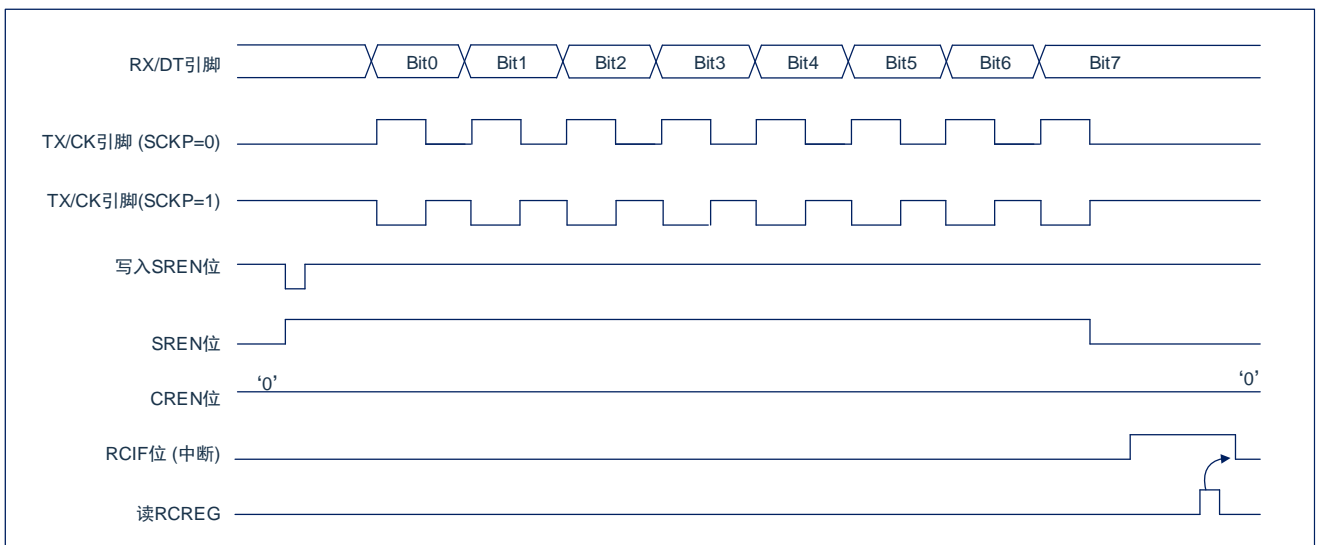 RX/DT引脚
Bit0 Bit1 Bit2 Bit3 Bit4 Bit5 Bit6 Bit7
TX/CK引脚 (SCKP=0)
TX/CK引脚(SCKP=1)
写入SREN位
SREN位
CREN位 ‘0’ ‘0’
RCIF位 (中断)
读RCREG